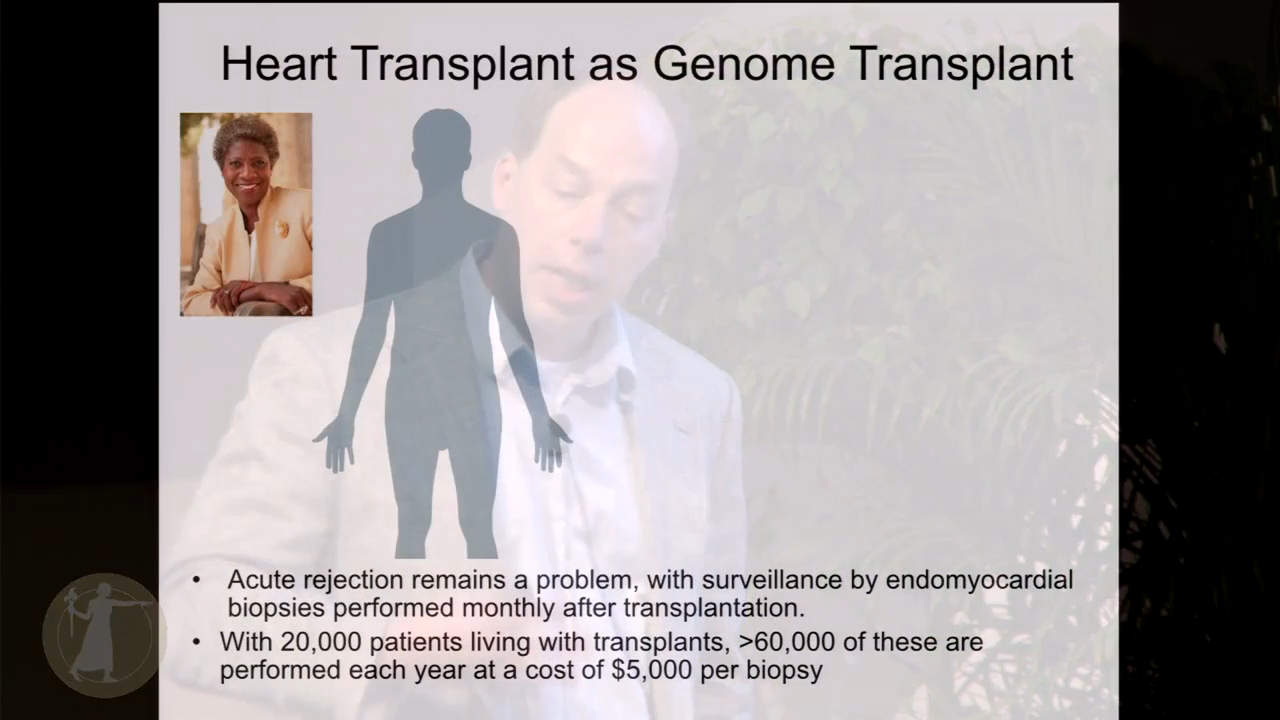 Heart Transplant as Genome Transplant
• Acute rejection remains a problem, with surveillance by endomyocardial
biopsies performed monthly after transplantation.
• With 20,000 patients living with transplants, >60,000 of these are
performed each year at a cost of $5,000 per biopsy